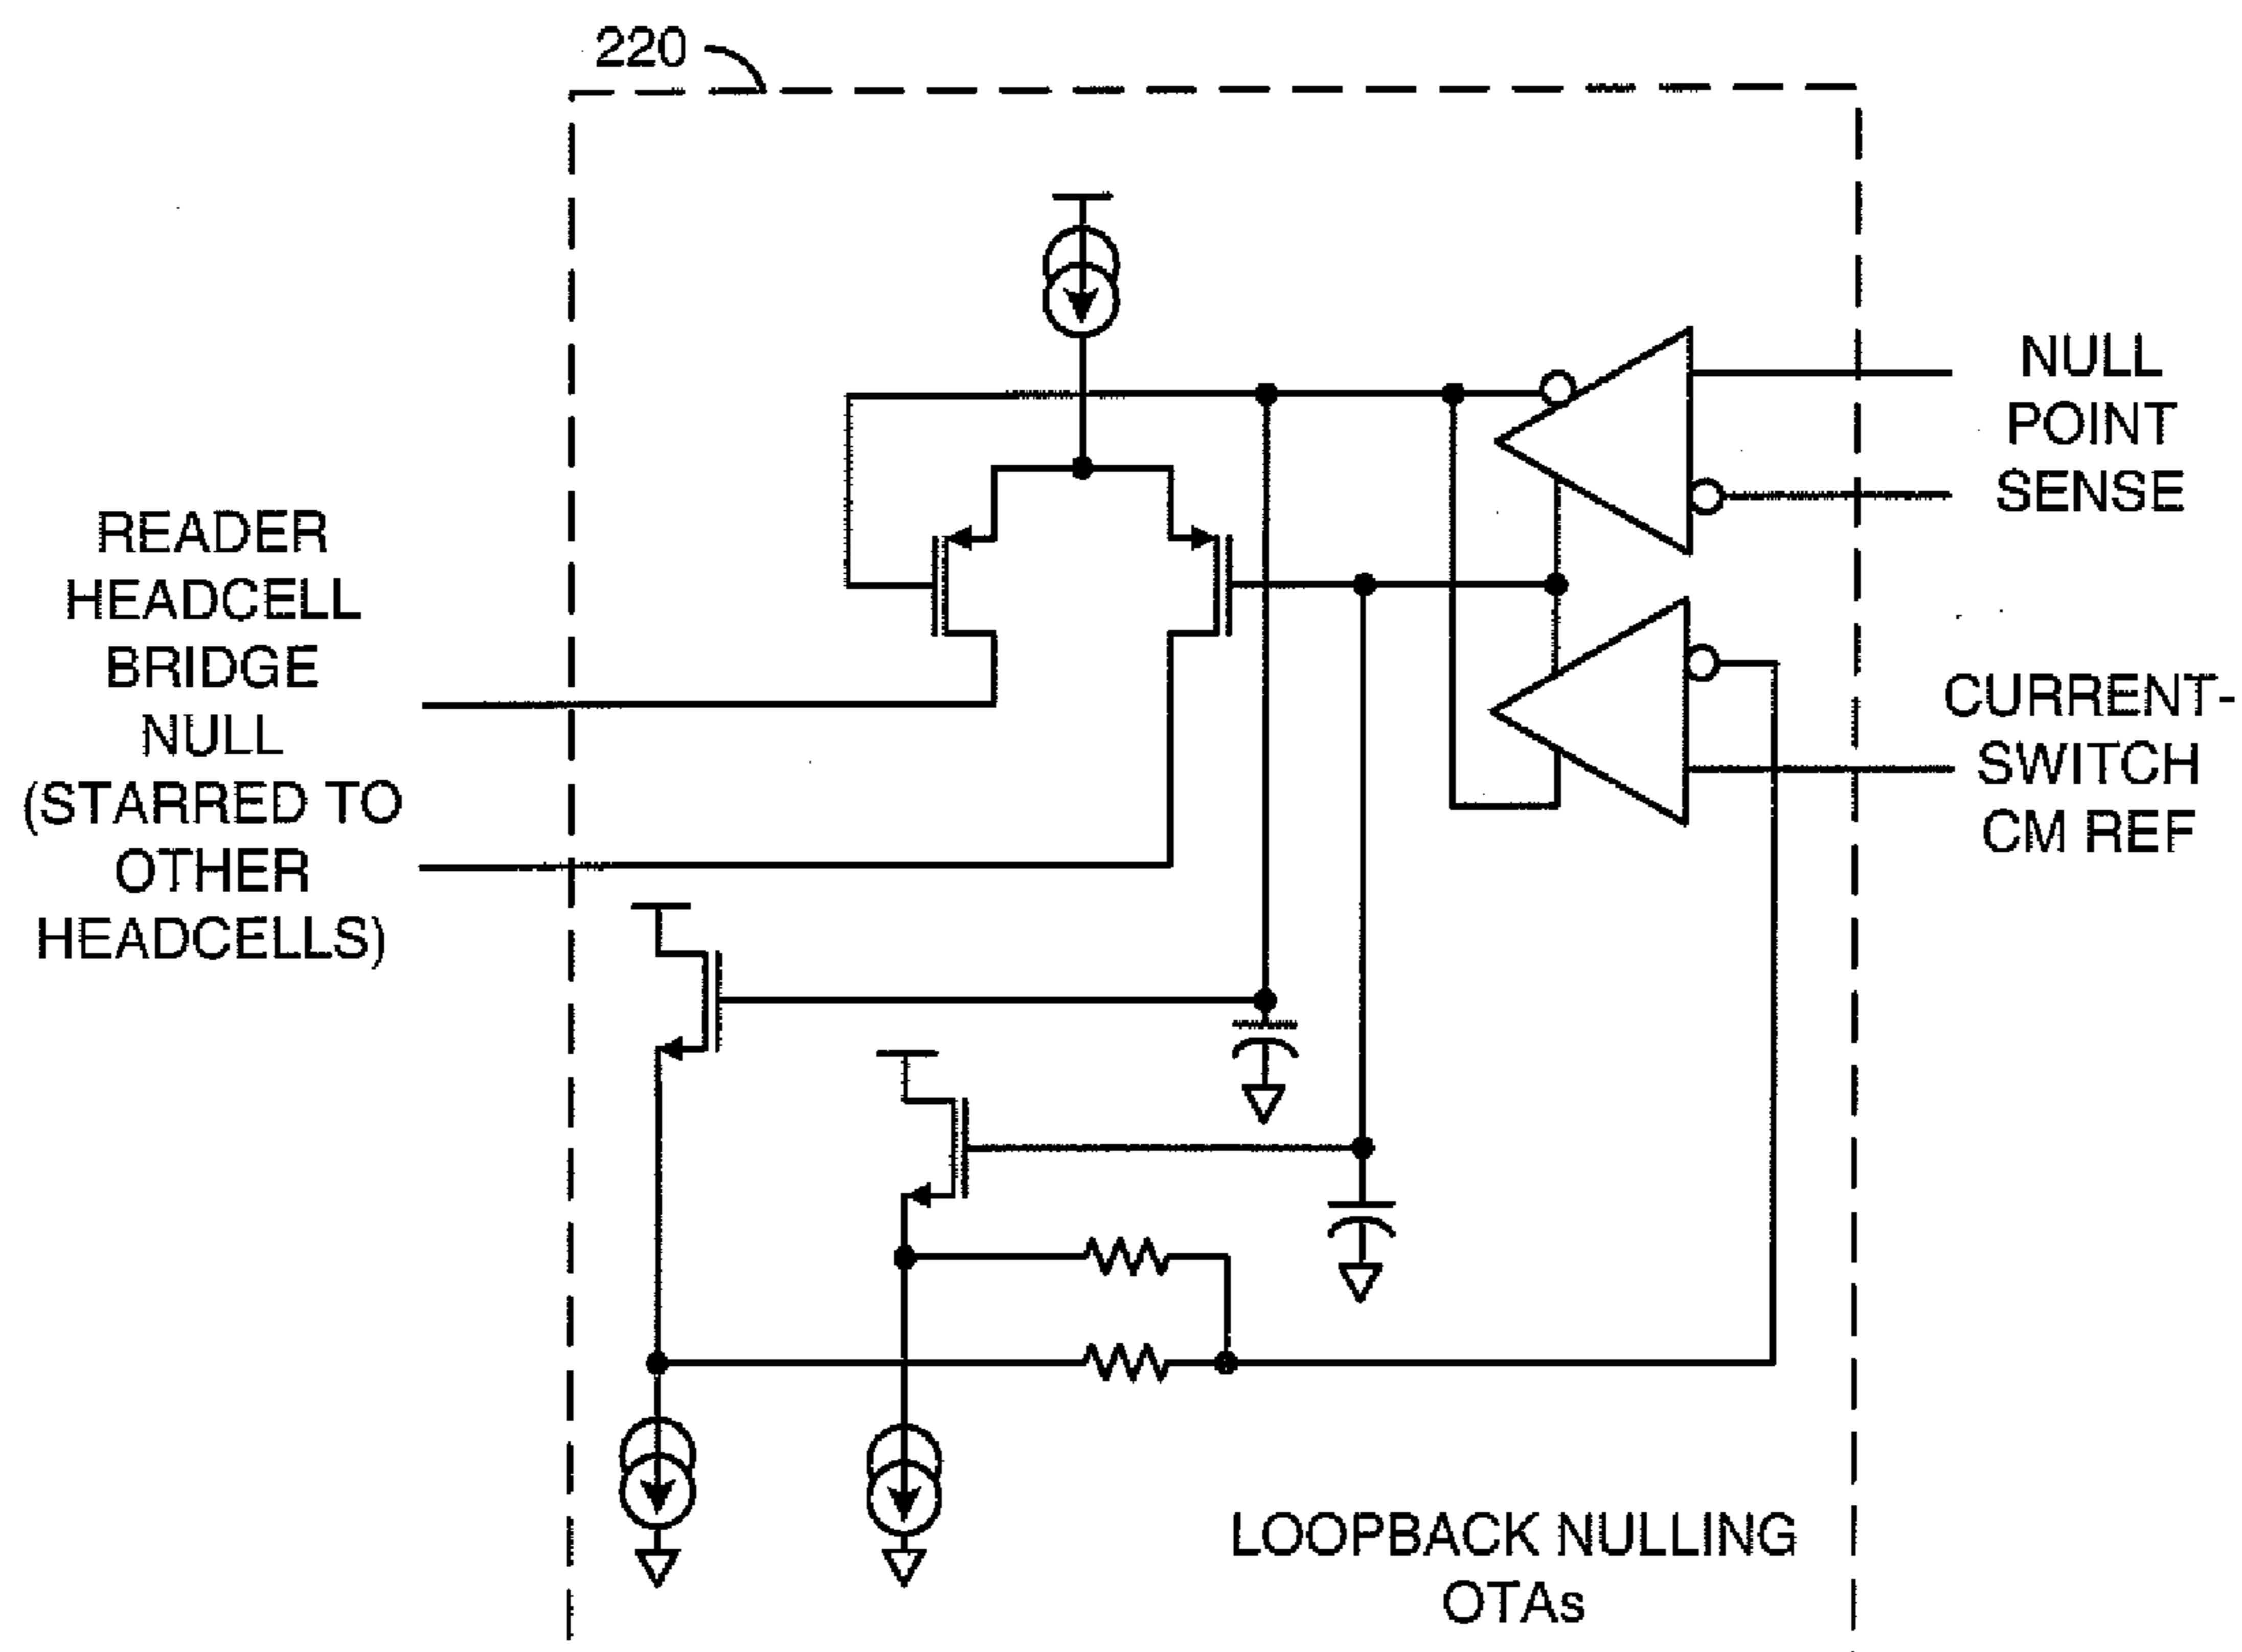 220
READER
HEADCELL
BRIDGE
NULL
(STARRED TO
OTHER
HEADCELLS)
NULL
POINT
SENSE
CURRENT-
SWITCH
CM REF
LOOPBACK NULLING
OTAs